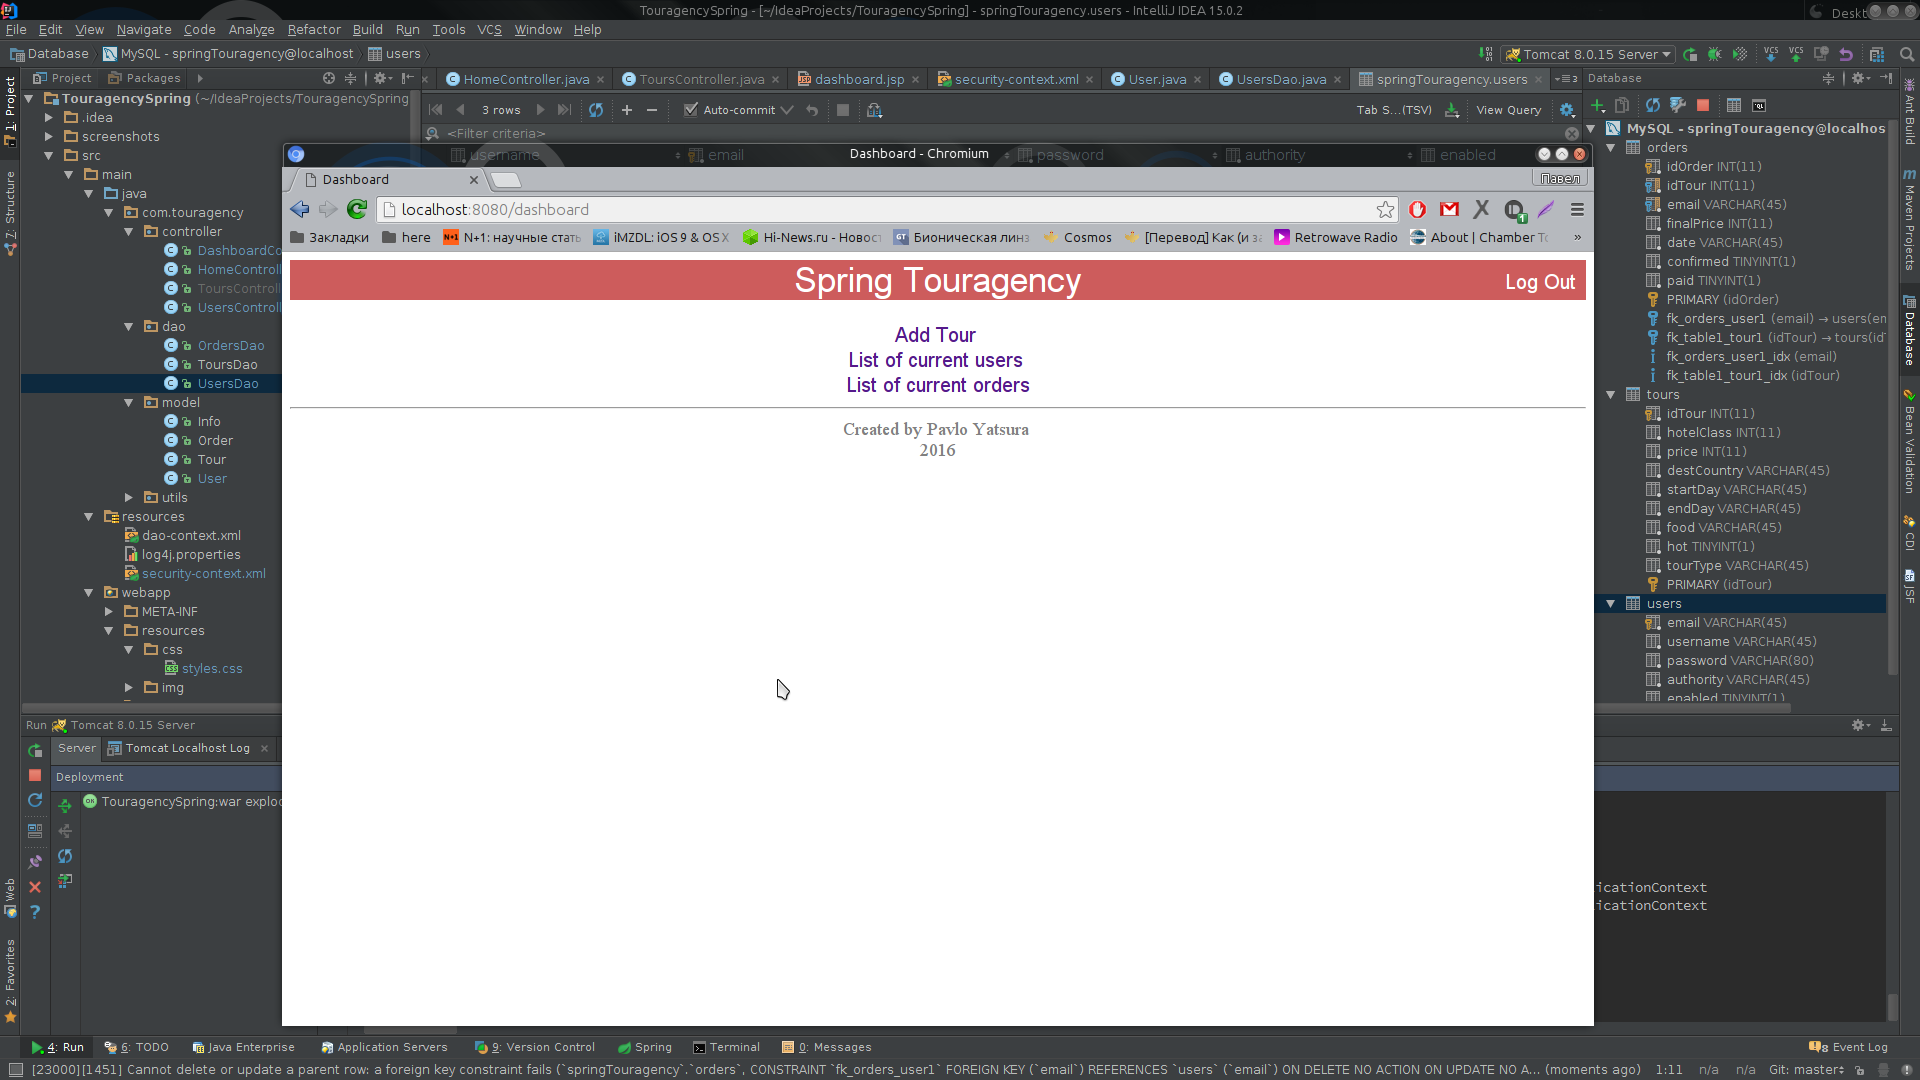 TouragencySpring - [~/IdeaProjects/TouragencySpring] - springTouragency.users - IntelliJ IDEA 15.0.2
Deskt
File Edit View Navigate Code Analyze Refactor Build Run Tools VCS Window Help
Database MySQL - springTouragency@localhost users
Tomcat 8.0.15 Server
Project Packages
HomeController.java ToursController.java dashboard.jsp security-context.xml User.java UsersDao.java springTouragency.users
Database
3 rows Auto-commit Tab S...(TSV) View Query
<Filter criteria>
username email password authority enabled
1: Project
7: Structure
Web
2: Favorites
TouragencySpring (~/IdeaProjects/TouragencySpring
.idea
screenshots
src
main
java
com.touragency
controller
DashboardCo
HomeControl
ToursControl
UsersControl
dao
OrdersDao
ToursDao
UsersDao
model
Info
Order
Tour
User
utils
resources
dao-context.xml
log4j.properties
security-context.xml
webapp
META-INF
resources
css
styles.css
img
Dashboard - Chromium
Dashboard
Павел
localhost:8080/dashboard
Закладки here N+1: научные стать iMZDL: iOS 9 & OS X Hi-News.ru - Новост Бионическая линз Cosmos [Перевод] Как (и з Retrowave Radio About | Chamber To »
Spring Touragency
Log Out
Add Tour
List of current users
List of current orders
Created by Pavlo Yatsura
2016
MySQL - springTouragency@localhos
orders
idOrder INT(11)
idTour INT(11)
email VARCHAR(45)
finalPrice INT(11)
date VARCHAR(45)
confirmed TINYINT(1)
paid TINYINT(1)
PRIMARY (idOrder)
fk_orders_user1 (email) → users(em
fk_table1_tour1 (idTour) → tours(id
fk_orders_user1_idx (email)
fk_table1_tour1_idx (idTour)
tours
idTour INT(11)
hotelClass INT(11)
price INT(11)
destCountry VARCHAR(45)
startDay VARCHAR(45)
endDay VARCHAR(45)
food VARCHAR(45)
hot TINYINT(1)
tourType VARCHAR(45)
PRIMARY (idTour)
users
email VARCHAR(45)
username VARCHAR(45)
password VARCHAR(80)
authority VARCHAR(45)
enabled TINYINT(1)
Ant Build
Maven Projects
Database
Bean Validation
CDI
JSF
Run Tomcat 8.0.15 Server
Server Tomcat Localhost Log
Deployment
TouragencySpring:war explod
icationContext
icationContext
4: Run 6: TODO Java Enterprise Application Servers 9: Version Control Spring Terminal 0: Messages
8 Event Log
[23000][1451] Cannot delete or update a parent row: a foreign key constraint fails (`springTouragency`.`orders`, CONSTRAINT `fk_orders_user1` FOREIGN KEY (`email`) REFERENCES `users` (`email`) ON DELETE NO ACTION ON UPDATE NO A... (moments ago) 1:11 n/a n/a Git: master